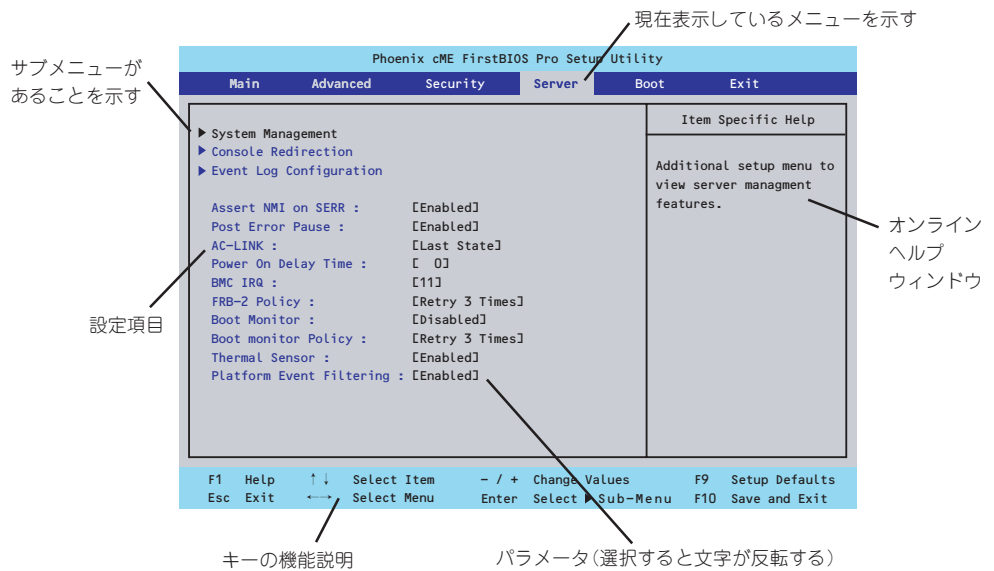 現在表示しているメニューを示す
サブメニューが
あることを示す
Phoenix cME FirstBIOS Pro Setup Utility
Main Advanced Security Server Boot Exit
▶ System Management
▶ Console Redirection
▶ Event Log Configuration
Assert NMI on SERR : [Enabled]
Post Error Pause : [Enabled]
AC-LINK : [Last State]
Power On Delay Time : [ 0]
BMC IRQ : [11]
FRB-2 Policy : [Retry 3 Times]
Boot Monitor : [Disabled]
Boot monitor Policy : [Retry 3 Times]
Thermal Sensor : [Enabled]
Platform Event Filtering : [Enabled]
Item Specific Help
Additional setup menu to
view server managment
features.
オンライン
ヘルプ
ウィンドウ
設定項目
F1 Help ↑↓ Select Item - / + Change Values F9 Setup Defaults
Esc Exit ←→ Select Menu Enter Select ▶ Sub-Menu F10 Save and Exit
キーの機能説明
パラメータ(選択すると文字が反転する)